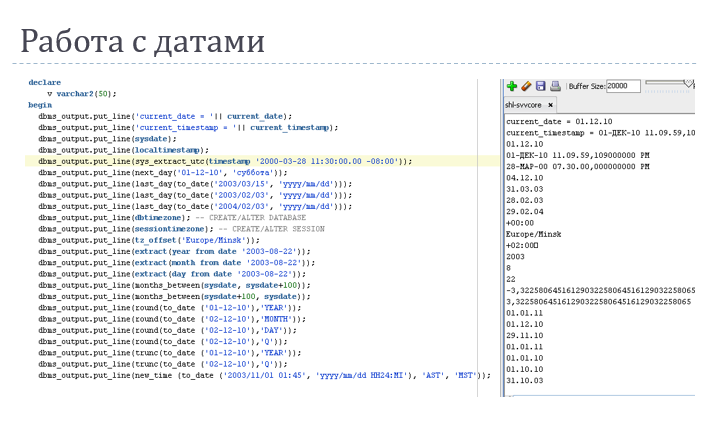 Работа с датами
declare
v varchar2(50);
begin
dbms_output.put_line('current_date = '|| current_date);
dbms_output.put_line('current_timestamp = '|| current_timestamp);
dbms_output.put_line(sysdate);
dbms_output.put_line(localtimestamp);
dbms_output.put_line(sys_extract_utc(timestamp '2000-03-28 11:30:00.00 -08:00'));
dbms_output.put_line(next_day('01-12-10', 'суббота'));
dbms_output.put_line(last_day(to_date('2003/03/15', 'yyyy/mm/dd')));
dbms_output.put_line(last_day(to_date('2003/02/03', 'yyyy/mm/dd')));
dbms_output.put_line(last_day(to_date('2004/02/03', 'yyyy/mm/dd')));
dbms_output.put_line(dbtimezone); -- CREATE/ALTER DATABASE
dbms_output.put_line(sessiontimezone); -- CREATE/ALTER SESSION
dbms_output.put_line(tz_offset('Europe/Minsk'));
dbms_output.put_line(extract(year from date '2003-08-22'));
dbms_output.put_line(extract(month from date '2003-08-22'));
dbms_output.put_line(extract(day from date '2003-08-22'));
dbms_output.put_line(months_between(sysdate, sysdate+100));
dbms_output.put_line(months_between(sysdate+100, sysdate));
dbms_output.put_line(round(to_date ('01-12-10'),'YEAR'));
dbms_output.put_line(round(to_date ('02-12-10'),'MONTH'));
dbms_output.put_line(round(to_date ('02-12-10'),'DAY'));
dbms_output.put_line(round(to_date ('02-12-10'),'Q'));
dbms_output.put_line(trunc(to_date ('01-12-10'),'YEAR'));
dbms_output.put_line(trunc(to_date ('02-12-10'),'Q'));
dbms_output.put_line(new_time (to_date ('2003/11/01 01:45', 'yyyy/mm/dd HH24:MI'), 'AST', 'MST'));
Buffer Size: 20000
shl-svvcore
current_date = 01.12.10
current_timestamp = 01-ДЕК-10 11.09.59,10
01.12.10
01-ДЕК-10 11.09.59,109000000 PM
28-МАР-00 07.30.00,000000000 PM
04.12.10
31.03.03
28.02.03
29.02.04
+00:00
Europe/Minsk
+02:00
2003
8
22
-3,32258064516129032258064516129032258065
3,32258064516129032258064516129032258065
01.01.11
01.12.10
29.11.10
01.01.11
01.01.10
01.10.10
31.10.03